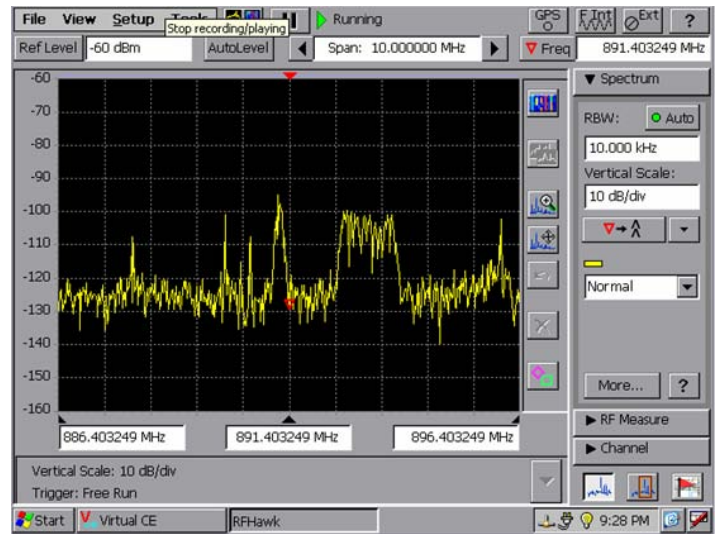 File View Setup Tools Running GPS F.Int Ext ?
Stop recording/playing
Ref Level -60 dBm AutoLevel Span: 10.000000 MHz Freq 891.403249 MHz
Spectrum
RBW: Auto
10.000 kHz
Vertical Scale:
10 dB/div
Normal
More... ?
RF Measure
Channel
-60
-70
-80
-90
-100
-110
-120
-130
-140
-150
-160
886.403249 MHz 891.403249 MHz 896.403249 MHz
Vertical Scale: 10 dB/div
Trigger: Free Run
Start Virtual CE RFHawk 9:28 PM